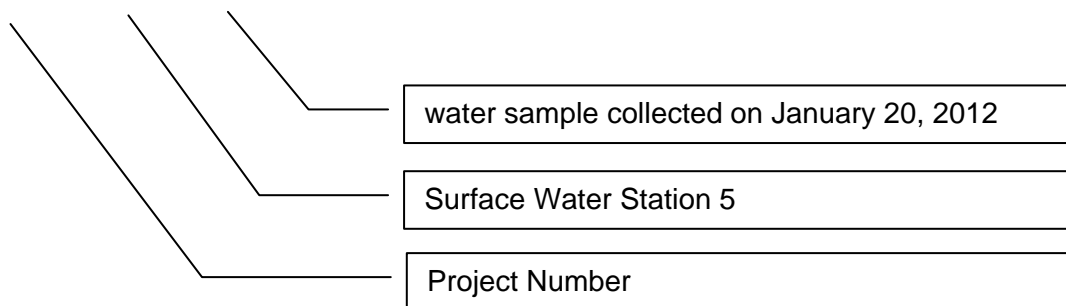 water sample collected on January 20, 2012
Surface Water Station 5
Project Number